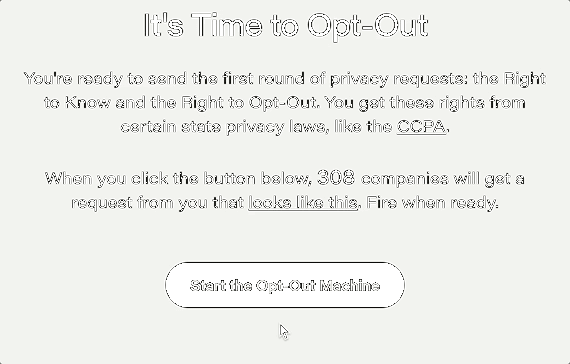 It's Time to Opt-Out
You're ready to send the first round of privacy requests: the Right
to Know and the Right to Opt-Out. You get these rights from
certain state privacy laws, like the CCPA.
When you click the button below, 308 companies will get a
request from you that looks like this. Fire when ready.
Start the Opt-Out Machine